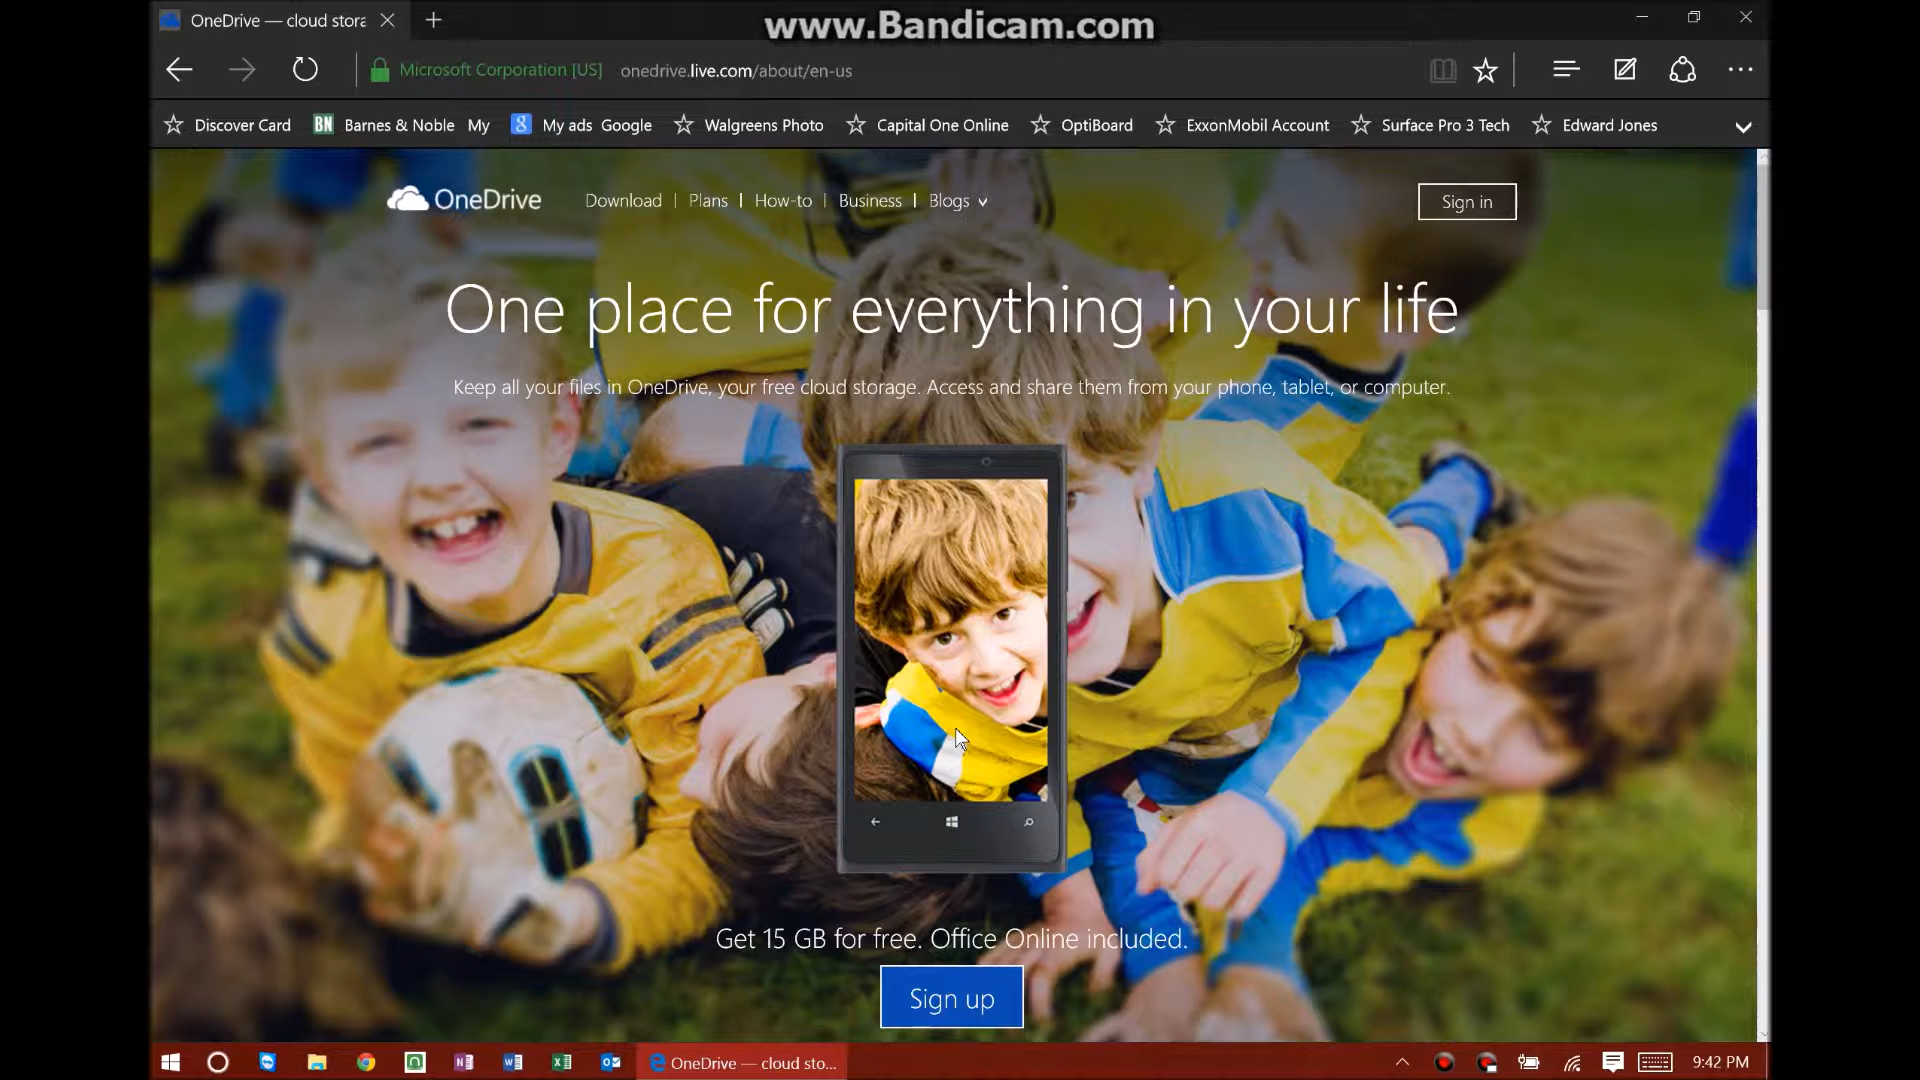 www.Bandicam.com
OneDrive — cloud stora
Microsoft Corporation [US] onedrive.live.com/about/en-us
Discover Card BN Barnes & Noble My 8 My ads Google Walgreens Photo Capital One Online OptiBoard ExxonMobil Account Surface Pro 3 Tech Edward Jones
OneDrive Download | Plans | How-to | Business | Blogs Sign in
One place for everything in your life
Keep all your files in OneDrive, your free cloud storage. Access and share them from your phone, tablet, or computer.
Get 15 GB for free. Office Online included.
Sign up
OneDrive — cloud sto... 9:42 PM